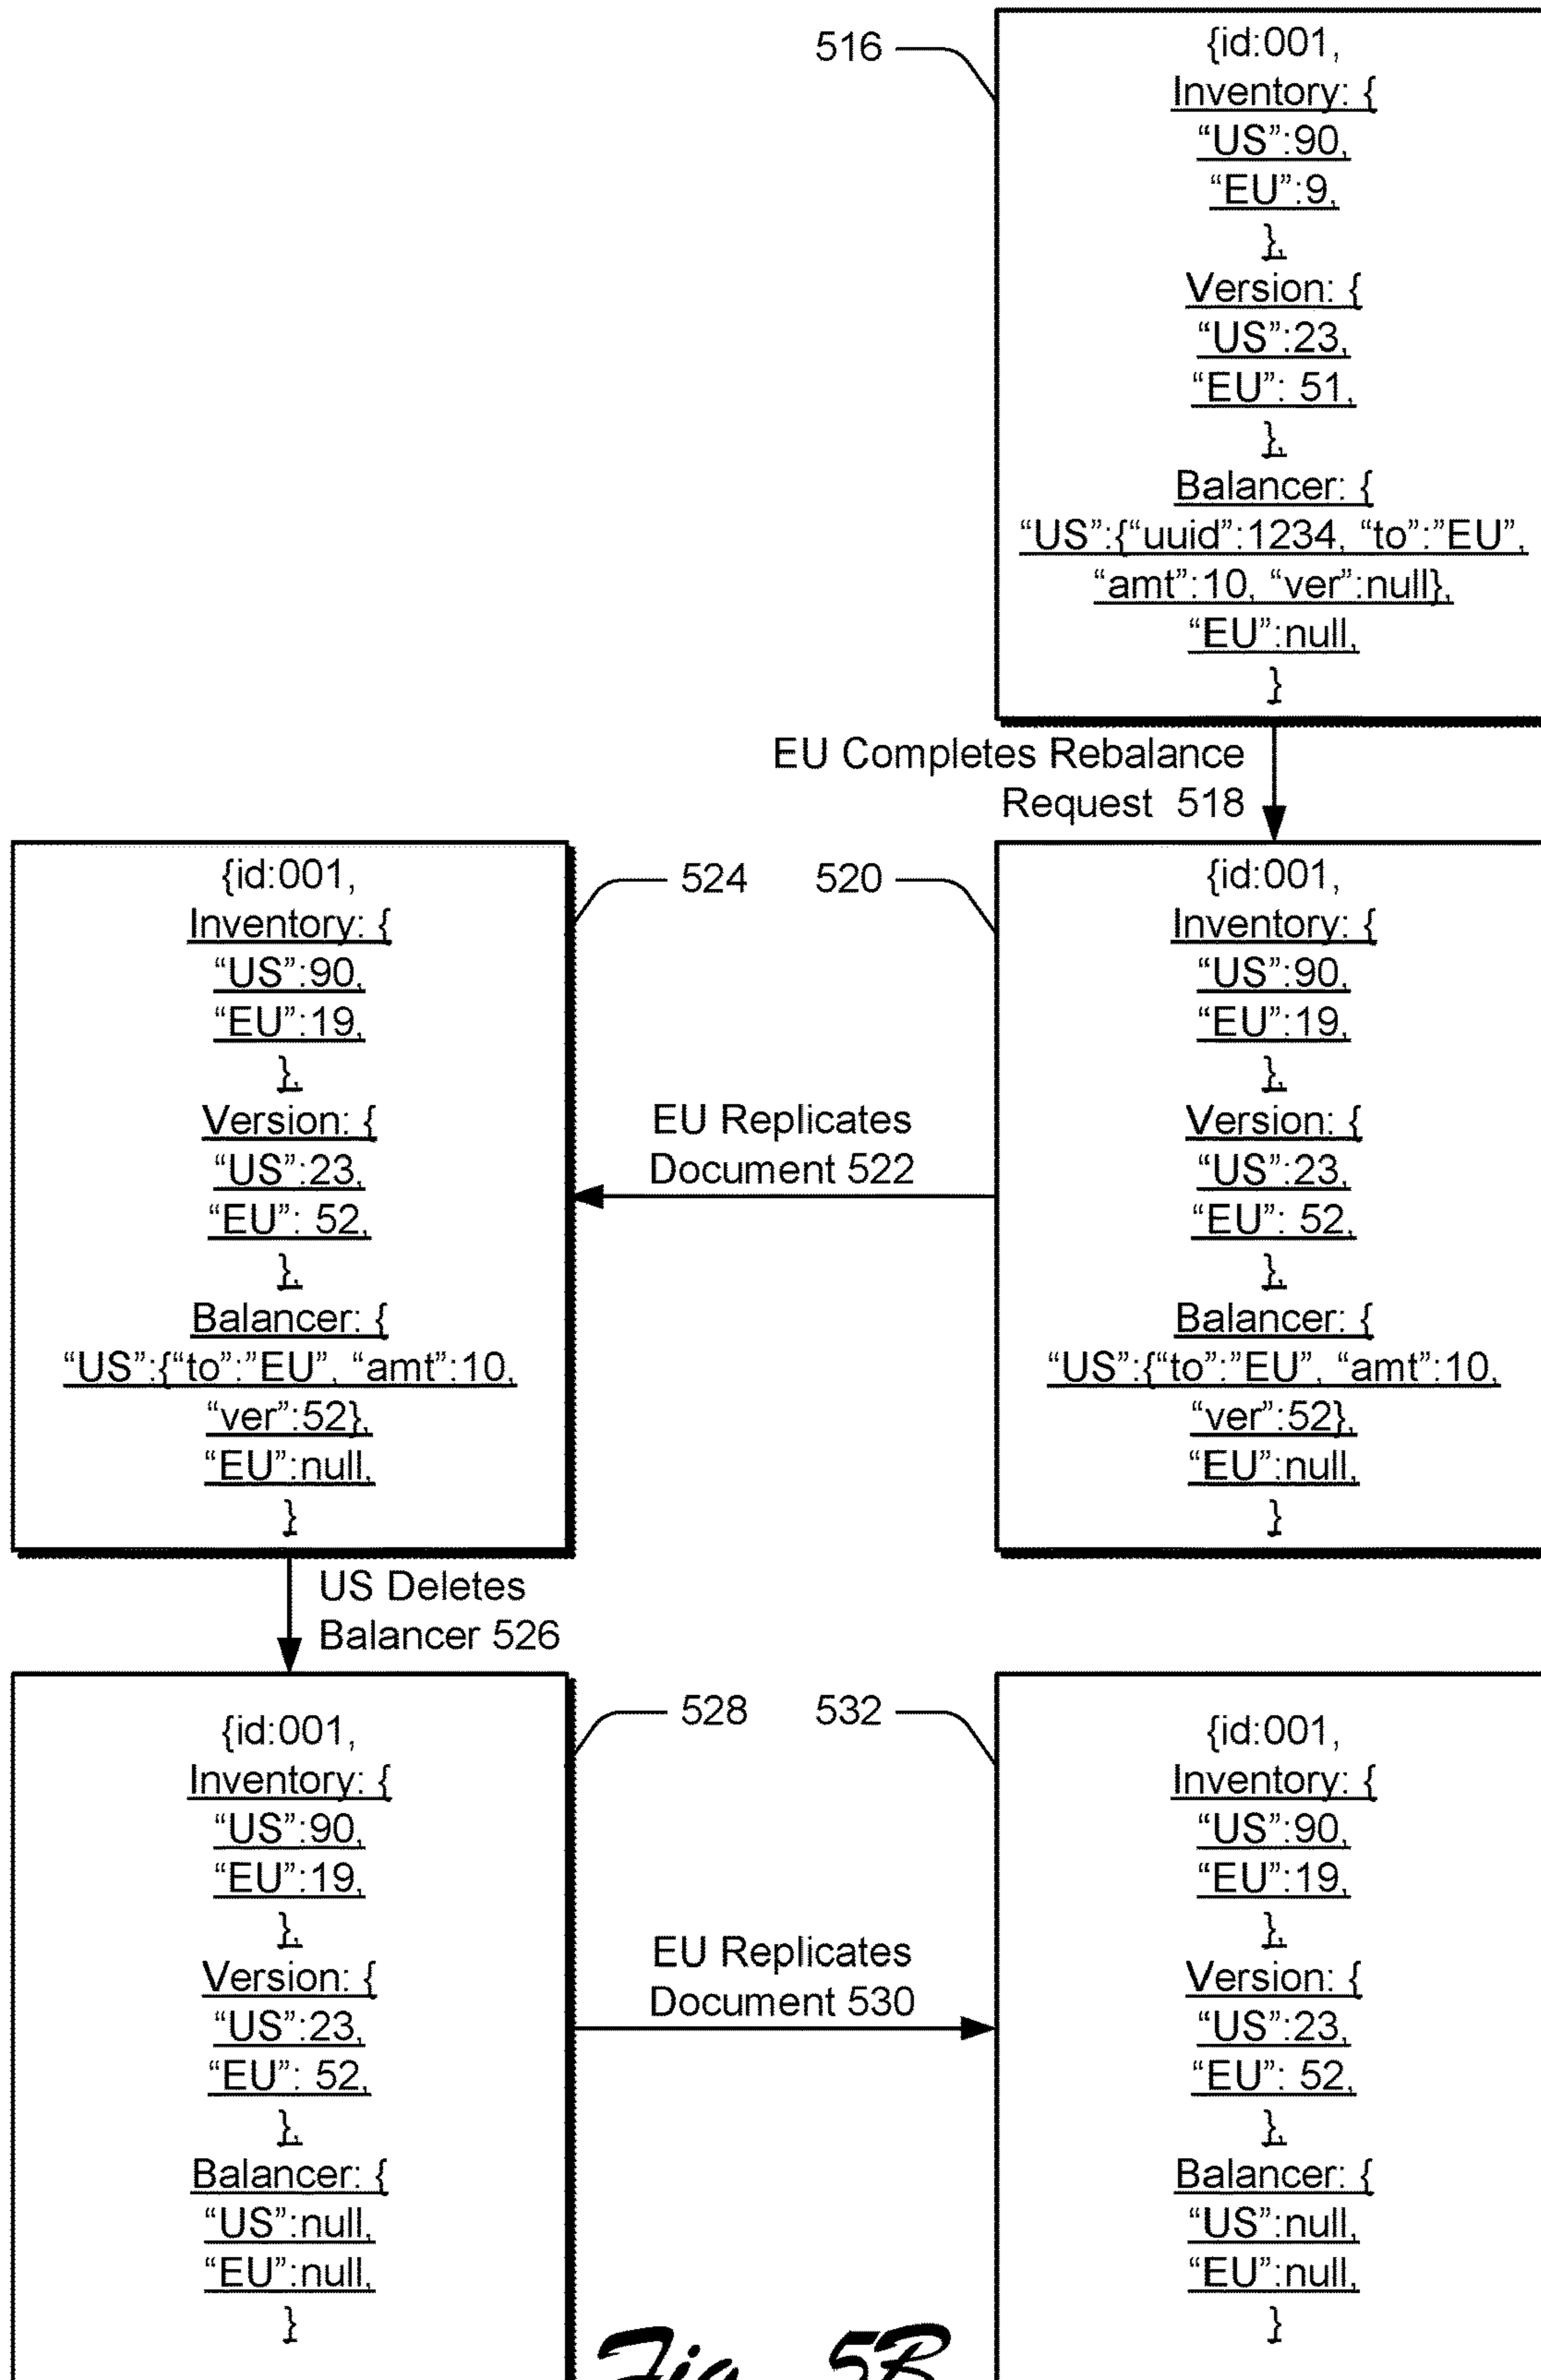 516
{id:001,
Inventory: {
“US”:90,
“EU”:9,
},
Version: {
“US”:23,
“EU”: 51,
},
Balancer: {
“US”:{“uuid”:1234, “to”:”EU”,
“amt”:10, “ver”:null},
“EU”:null,
}
EU Completes Rebalance
Request 518
524
{id:001,
Inventory: {
“US”:90,
“EU”:19,
},
Version: {
“US”:23,
“EU”: 52,
},
Balancer: {
“US”:{“to”:”EU”, “amt”:10,
“ver”:52},
“EU”:null,
}
EU Replicates
Document 522
520
{id:001,
Inventory: {
“US”:90,
“EU”:19,
},
Version: {
“US”:23,
“EU”: 52,
},
Balancer: {
“US”:{“to”:”EU”, “amt”:10,
“ver”:52},
“EU”:null,
}
US Deletes
Balancer 526
528
{id:001,
Inventory: {
“US”:90,
“EU”:19,
},
Version: {
“US”:23,
“EU”: 52,
},
Balancer: {
“US”:null,
“EU”:null,
}
EU Replicates
Document 530
532
{id:001,
Inventory: {
“US”:90,
“EU”:19,
},
Version: {
“US”:23,
“EU”: 52,
},
Balancer: {
“US”:null,
“EU”:null,
}
Fig. 5B